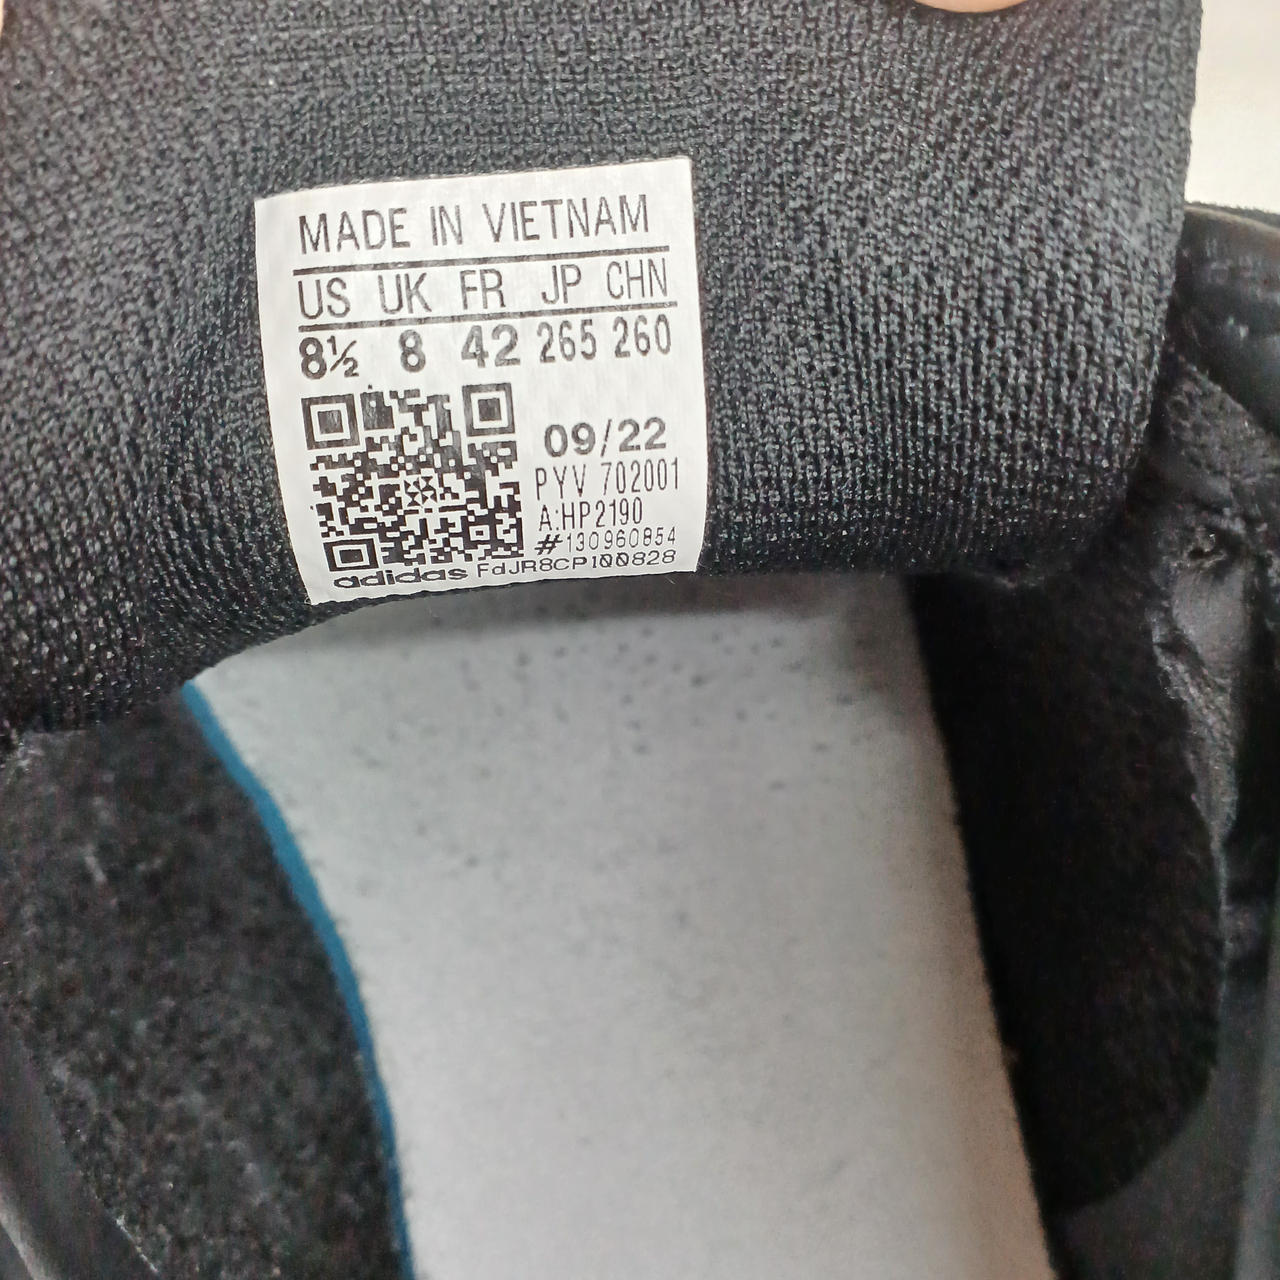 MADE IN VIETNAM
US UK FR JP CHN
8½ 8 42 265 260
09/22
PYV 702001
A:HP2190
#130960854
adidas FdJR8CP100828